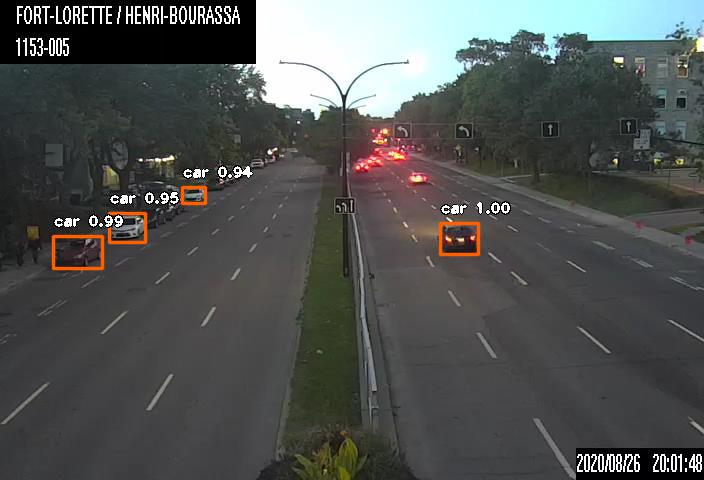 FORT-LORETTE / HENRI-BOURASSA
1153-005
car 0.94
car 0.95
car 0.99
car 1.00
2020/08/26 20:01:48